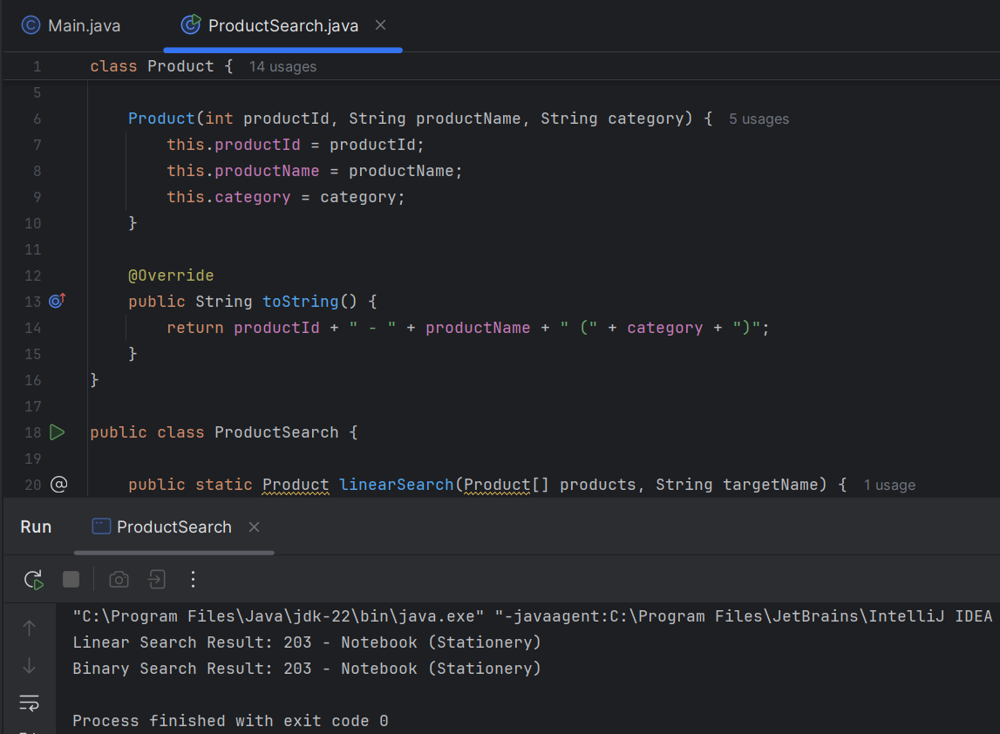 Main.java ProductSearch.java
1 class Product { 14 usages
5
6 Product(int productId, String productName, String category) { 5 usages
7 this.productId = productId;
8 this.productName = productName;
9 this.category = category;
10 }
11
12 @Override
13 public String toString() {
14 return productId + " - " + productName + " (" + category + ")";
15 }
16 }
17
18 public class ProductSearch {
19
20 public static Product linearSearch(Product[] products, String targetName) { 1 usage
Run ProductSearch
"C:\Program Files\Java\jdk-22\bin\java.exe" "-javaagent:C:\Program Files\JetBrains\IntelliJ IDEA
Linear Search Result: 203 - Notebook (Stationery)
Binary Search Result: 203 - Notebook (Stationery)
Process finished with exit code 0